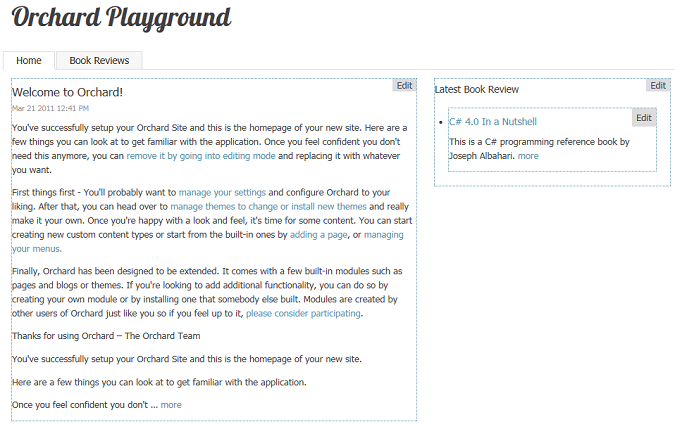 Orchard Playground
Home
Book Reviews
Edit
Welcome to Orchard!
Mar 21 2011 12:41 PM
You've successfully setup your Orchard Site and this is the homepage of your new site. Here are a
few things you can look at to get familiar with the application. Once you feel confident you don't
need this anymore, you can remove it by going into editing mode and replacing it with whatever
you want.
First things first - You'll probably want to manage your settings and configure Orchard to your
liking. After that, you can head over to manage themes to change or install new themes and really
make it your own. Once you're happy with a look and feel, it's time for some content. You can start
creating new custom content types or start from the built-in ones by adding a page, or managing
your menus.
Finally, Orchard has been designed to be extended. It comes with a few built-in modules such as
pages and blogs or themes. If you're looking to add additional functionality, you can do so by
creating your own module or by installing one that somebody else built. Modules are created by
other users of Orchard just like you so if you feel up to it, please consider participating.
Thanks for using Orchard – The Orchard Team
You've successfully setup your Orchard Site and this is the homepage of your new site.
Here are a few things you can look at to get familiar with the application.
Once you feel confident you don't ... more
Edit
Latest Book Review
Edit
C# 4.0 In a Nutshell
This is a C# programming reference book by
Joseph Albahari. more